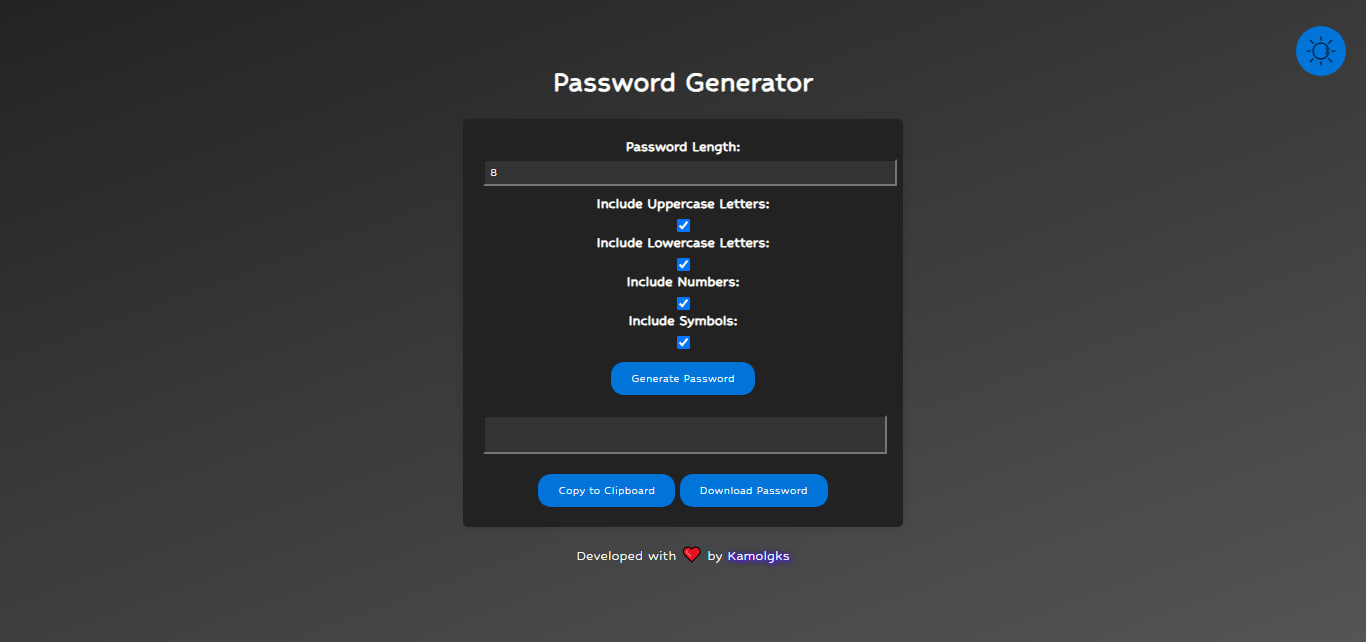 Password Generator
Password Length:
8
Include Uppercase Letters:
Include Lowercase Letters:
Include Numbers:
Include Symbols:
Generate Password
Copy to Clipboard Download Password
Developed with ❤ by Kamolgks